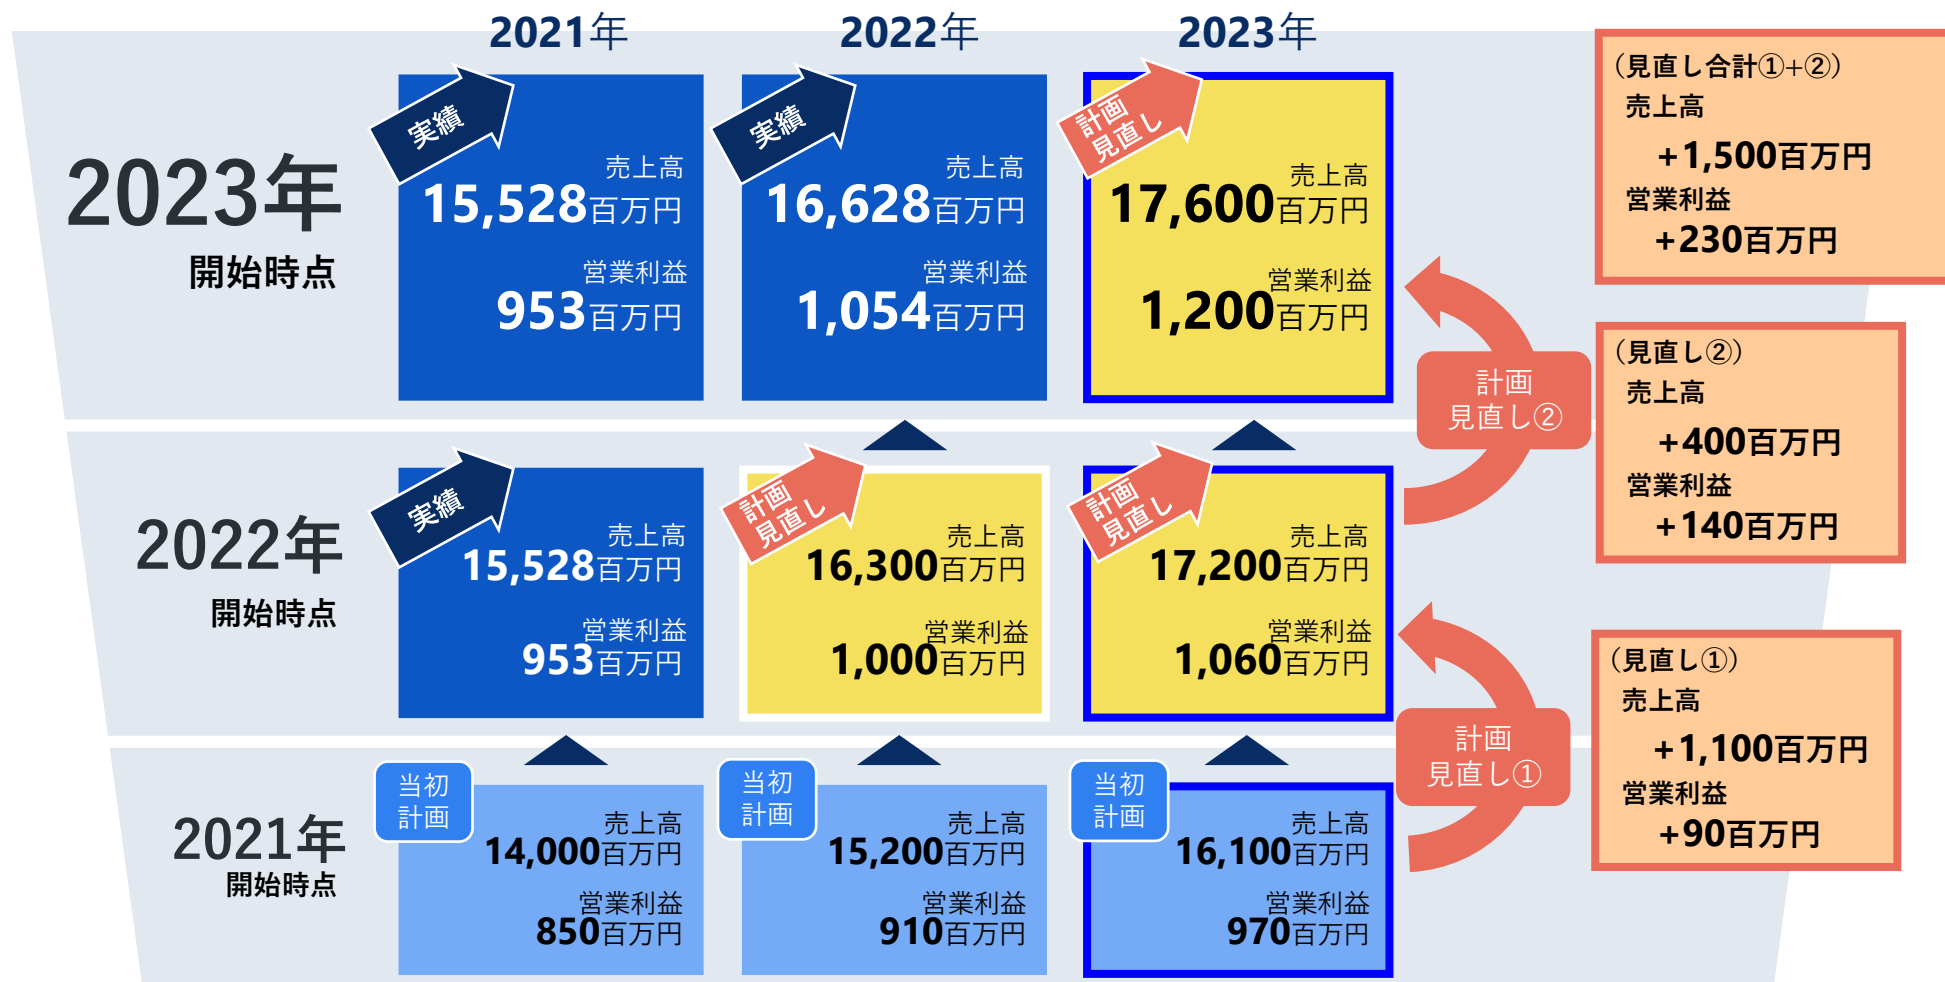 2021年
2022年
2023年
2023年
開始時点
実績
売上高
15,528百万円
営業利益
953百万円
実績
売上高
16,628百万円
営業利益
1,054百万円
計画
見直し
売上高
17,600百万円
営業利益
1,200百万円
（見直し合計①+②）
売上高
+1,500百万円
営業利益
+230百万円
計画
見直し②
（見直し②）
売上高
+400百万円
営業利益
+140百万円
2022年
開始時点
実績
売上高
15,528百万円
営業利益
953百万円
計画
見直し
売上高
16,300百万円
営業利益
1,000百万円
計画
見直し
売上高
17,200百万円
営業利益
1,060百万円
計画
見直し①
（見直し①）
売上高
+1,100百万円
営業利益
+90百万円
2021年
開始時点
当初
計画
売上高
14,000百万円
営業利益
850百万円
当初
計画
売上高
15,200百万円
営業利益
910百万円
当初
計画
売上高
16,100百万円
営業利益
970百万円